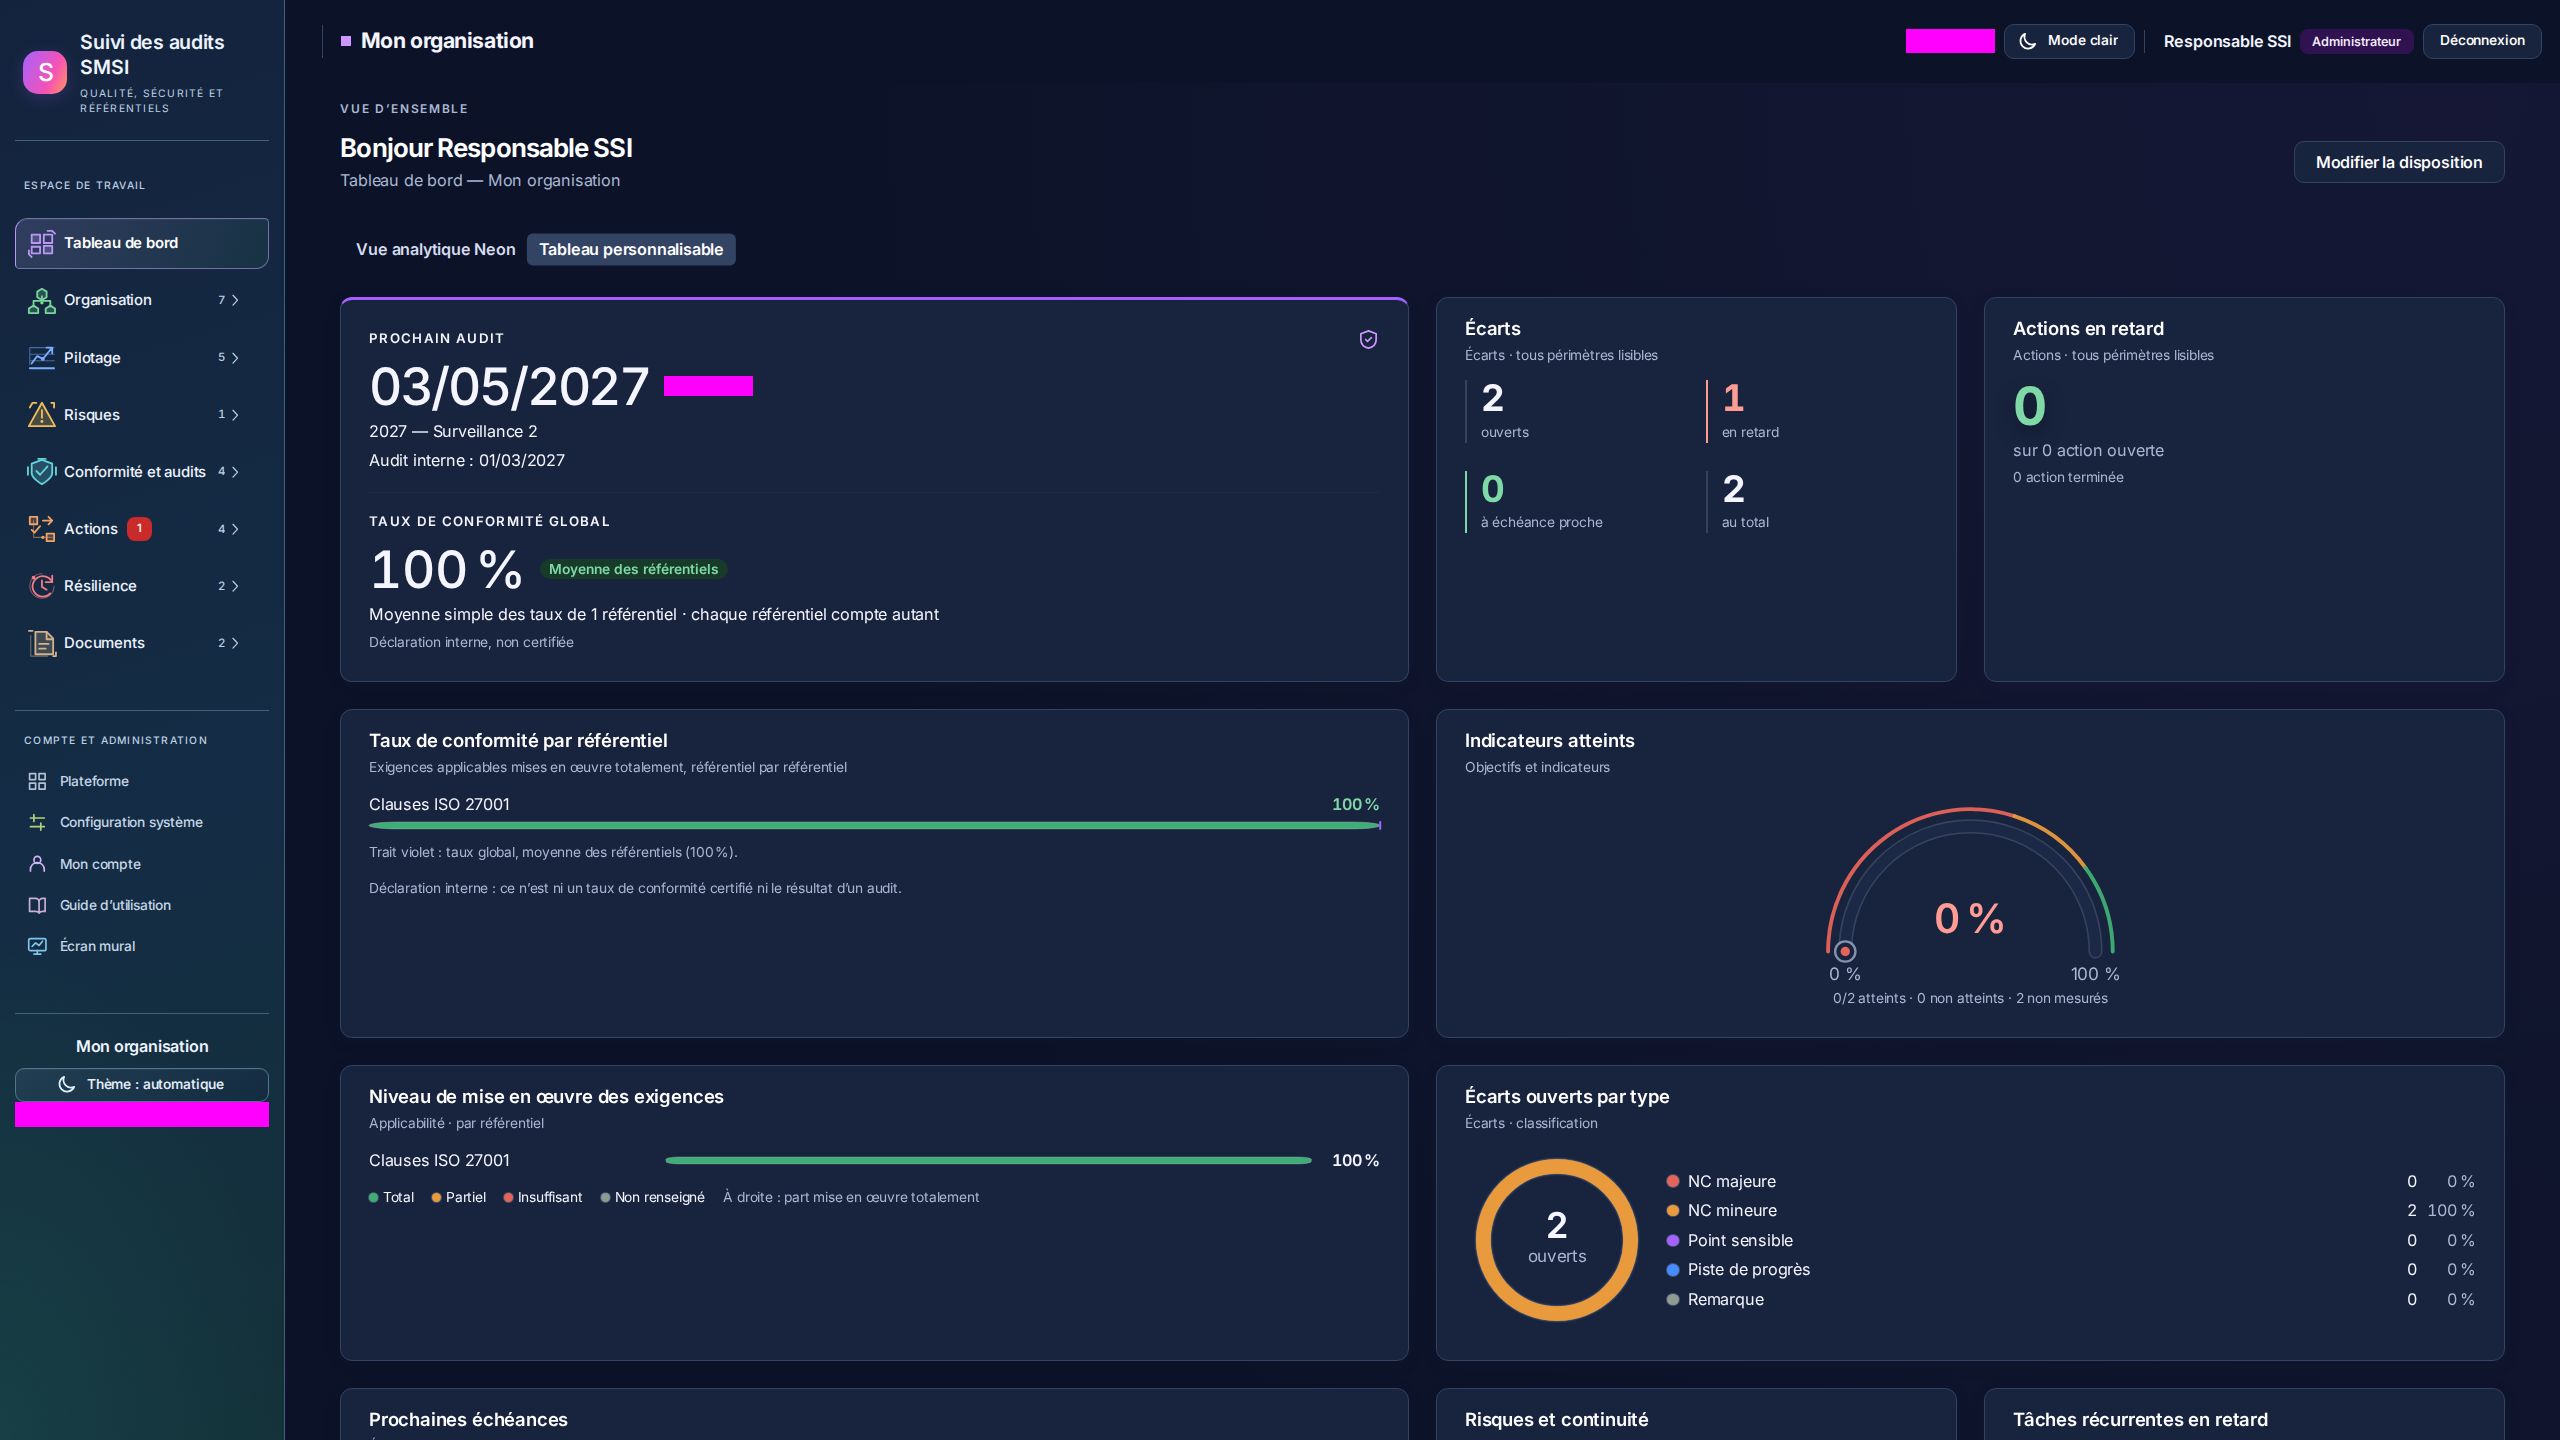 S
Suivi des audits
SMSI
QUALITÉ, SÉCURITÉ ET
RÉFÉRENTIELS
ESPACE DE TRAVAIL
Tableau de bord
Organisation 7
Pilotage 5
Risques 1
Conformité et audits 4
Actions 1 4
Résilience 2
Documents 2
COMPTE ET ADMINISTRATION
Plateforme
Configuration système
Mon compte
Guide d’utilisation
Écran mural
Mon organisation
Thème : automatique
Mon organisation
Mode clair
Responsable SSI
Administrateur
Déconnexion
VUE D’ENSEMBLE
Bonjour Responsable SSI
Tableau de bord — Mon organisation
Modifier la disposition
Vue analytique Neon
Tableau personnalisable
PROCHAIN AUDIT
03/05/2027
2027 — Surveillance 2
Audit interne : 01/03/2027
TAUX DE CONFORMITÉ GLOBAL
100 % Moyenne des référentiels
Moyenne simple des taux de 1 référentiel · chaque référentiel compte autant
Déclaration interne, non certifiée
Écarts
Écarts · tous périmètres lisibles
2
ouverts
1
en retard
0
à échéance proche
2
au total
Actions en retard
Actions · tous périmètres lisibles
0
sur 0 action ouverte
0 action terminée
Taux de conformité par référentiel
Exigences applicables mises en œuvre totalement, référentiel par référentiel
Clauses ISO 27001 100 %
Trait violet : taux global, moyenne des référentiels (100 %).
Déclaration interne : ce n’est ni un taux de conformité certifié ni le résultat d’un audit.
Indicateurs atteints
Objectifs et indicateurs
0 %
0 % 100 %
0/2 atteints · 0 non atteints · 2 non mesurés
Niveau de mise en œuvre des exigences
Applicabilité · par référentiel
Clauses ISO 27001 100 %
Total Partiel Insuffisant Non renseigné À droite : part mise en œuvre totalement
Écarts ouverts par type
Écarts · classification
2
ouverts
NC majeure 0 0 %
NC mineure 2 100 %
Point sensible 0 0 %
Piste de progrès 0 0 %
Remarque 0 0 %
Prochaines échéances
Risques et continuité
Tâches récurrentes en retard